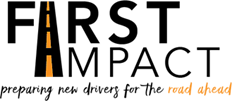 FIRST
IMPACT
preparing new drivers for the road ahead